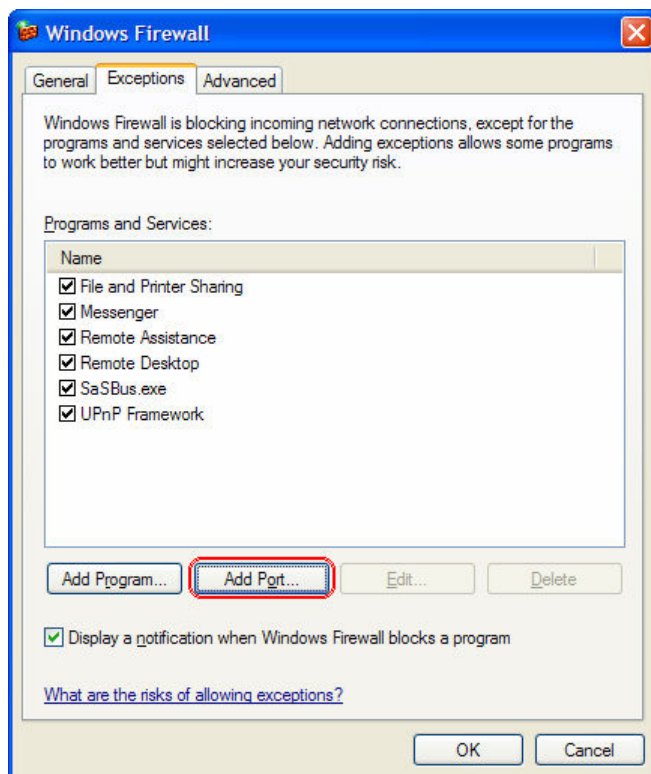 Windows Firewall
General
Exceptions
Advanced
Windows Firewall is blocking incoming network connections, except for the
programs and services selected below. Adding exceptions allows some programs
to work better but might increase your security risk.
Programs and Services:
Name
File and Printer Sharing
Messenger
Remote Assistance
Remote Desktop
SaSBus.exe
UPnP Framework
Add Program...
Add Port...
Edit...
Delete
Display a notification when Windows Firewall blocks a program
What are the risks of allowing exceptions?
OK
Cancel